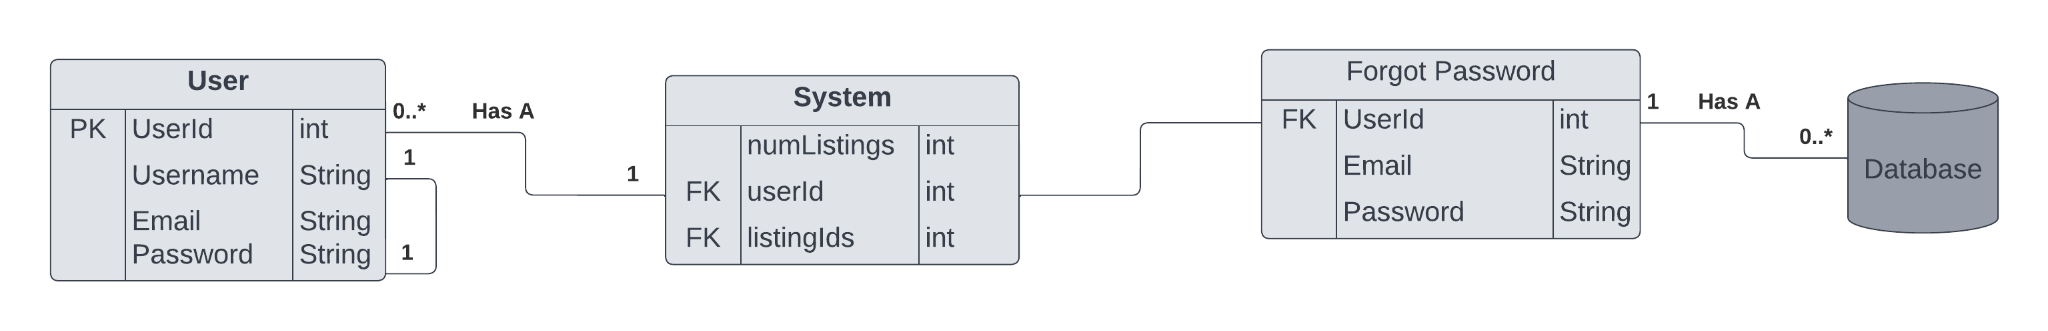 User
PK UserId int
Username String
Email String
Password String
0..* Has A
1
1
1
System
numListings int
FK userId int
FK listingIds int
Forgot Password
FK UserId int
Email String
Password String
1 Has A
0..*
Database